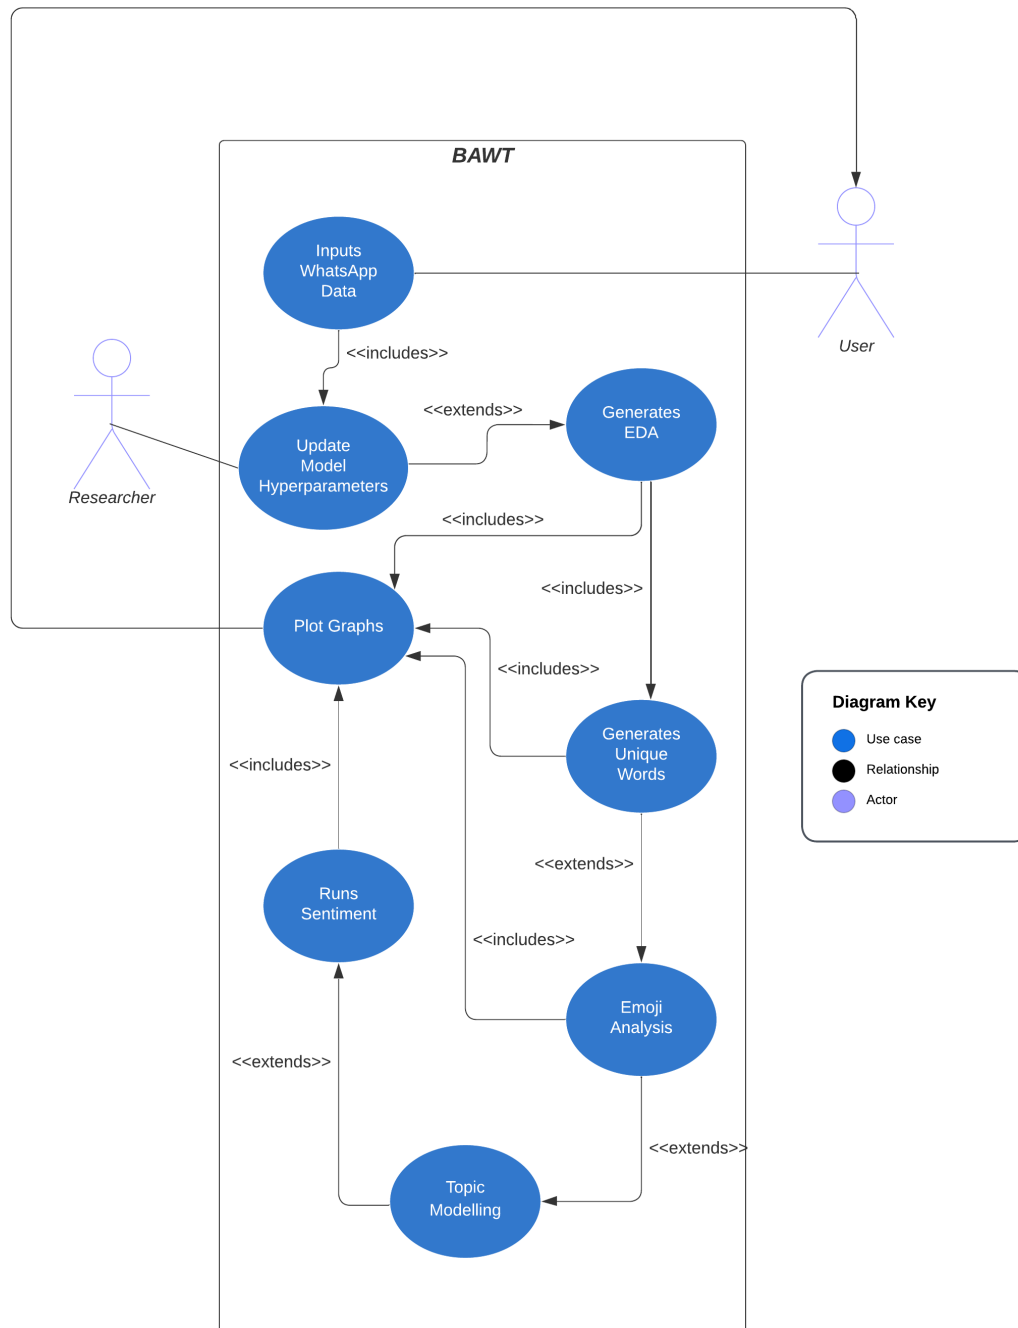 BAWT
Inputs
WhatsApp
Data
User
<<includes>>
Researcher
Update
Model
Hyperparameters
<<extends>>
Generates
EDA
<<includes>>
<<includes>>
Plot Graphs
<<includes>>
Generates
Unique
Words
Diagram Key
Use case
Relationship
Actor
<<includes>>
<<extends>>
Runs
Sentiment
<<includes>>
Emoji
Analysis
<<extends>>
<<extends>>
Topic
Modelling